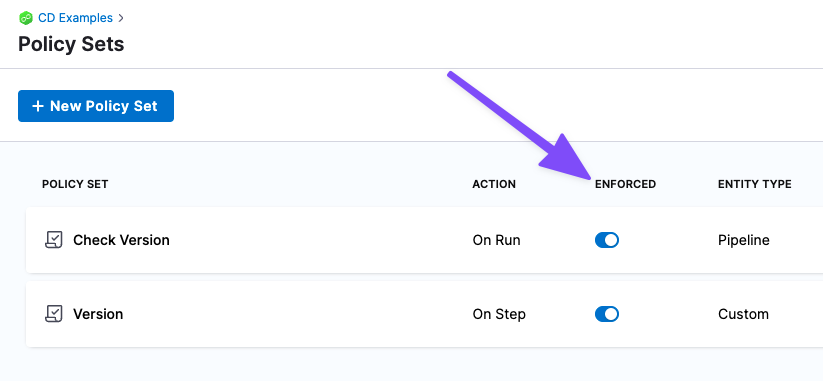 CD Examples >
Policy Sets
+ New Policy Set
POLICY SET ACTION ENFORCED ENTITY TYPE
Check Version On Run Pipeline
Version On Step Custom